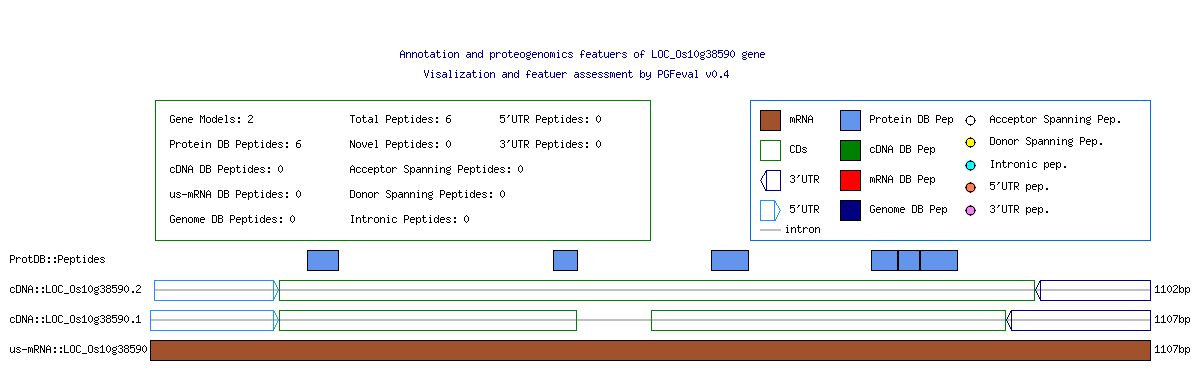 Annotation and proteogenomics featuers of LOC_Os10g38590 gene
Visalization and featuer assessment by PGFeval v0.4
Gene Models: 2 Total Peptides: 6 5'UTR Peptides: 0
Protein DB Peptides: 6 Novel Peptides: 0 3'UTR Peptides: 0
cDNA DB Peptides: 0 Acceptor Spanning Peptides: 0
us-mRNA DB Peptides: 0 Donor Spanning Peptides: 0
Genome DB Peptides: 0 Intronic Peptides: 0
mRNA Protein DB Pep Acceptor Spanning Pep.
CDs cDNA DB Pep Donor Spanning Pep.
3'UTR mRNA DB Pep Intronic pep.
5'UTR Genome DB Pep 5'UTR pep.
intron 3'UTR pep.
ProtDB::Peptides
cDNA::LOC_Os10g38590.2 1102bp
cDNA::LOC_Os10g38590.1 1107bp
us-mRNA::LOC_Os10g38590 1107bp